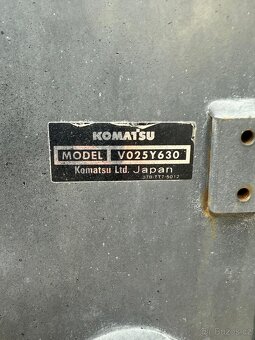 KOMATSU
MODEL V025Y630
Komatsu Ltd. Japan